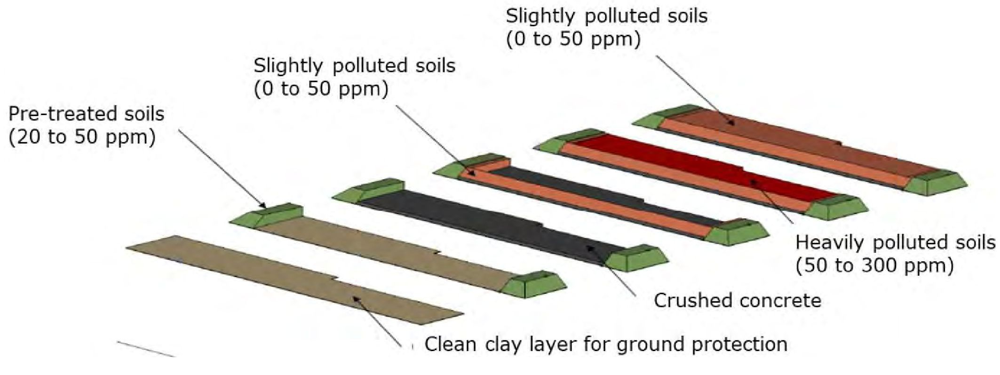 Slightly polluted soils
(0 to 50 ppm)
Slightly polluted soils
(0 to 50 ppm)
Pre-treated soils
(20 to 50 ppm)
Heavily polluted soils
(50 to 300 ppm)
Crushed concrete
Clean clay layer for ground protection